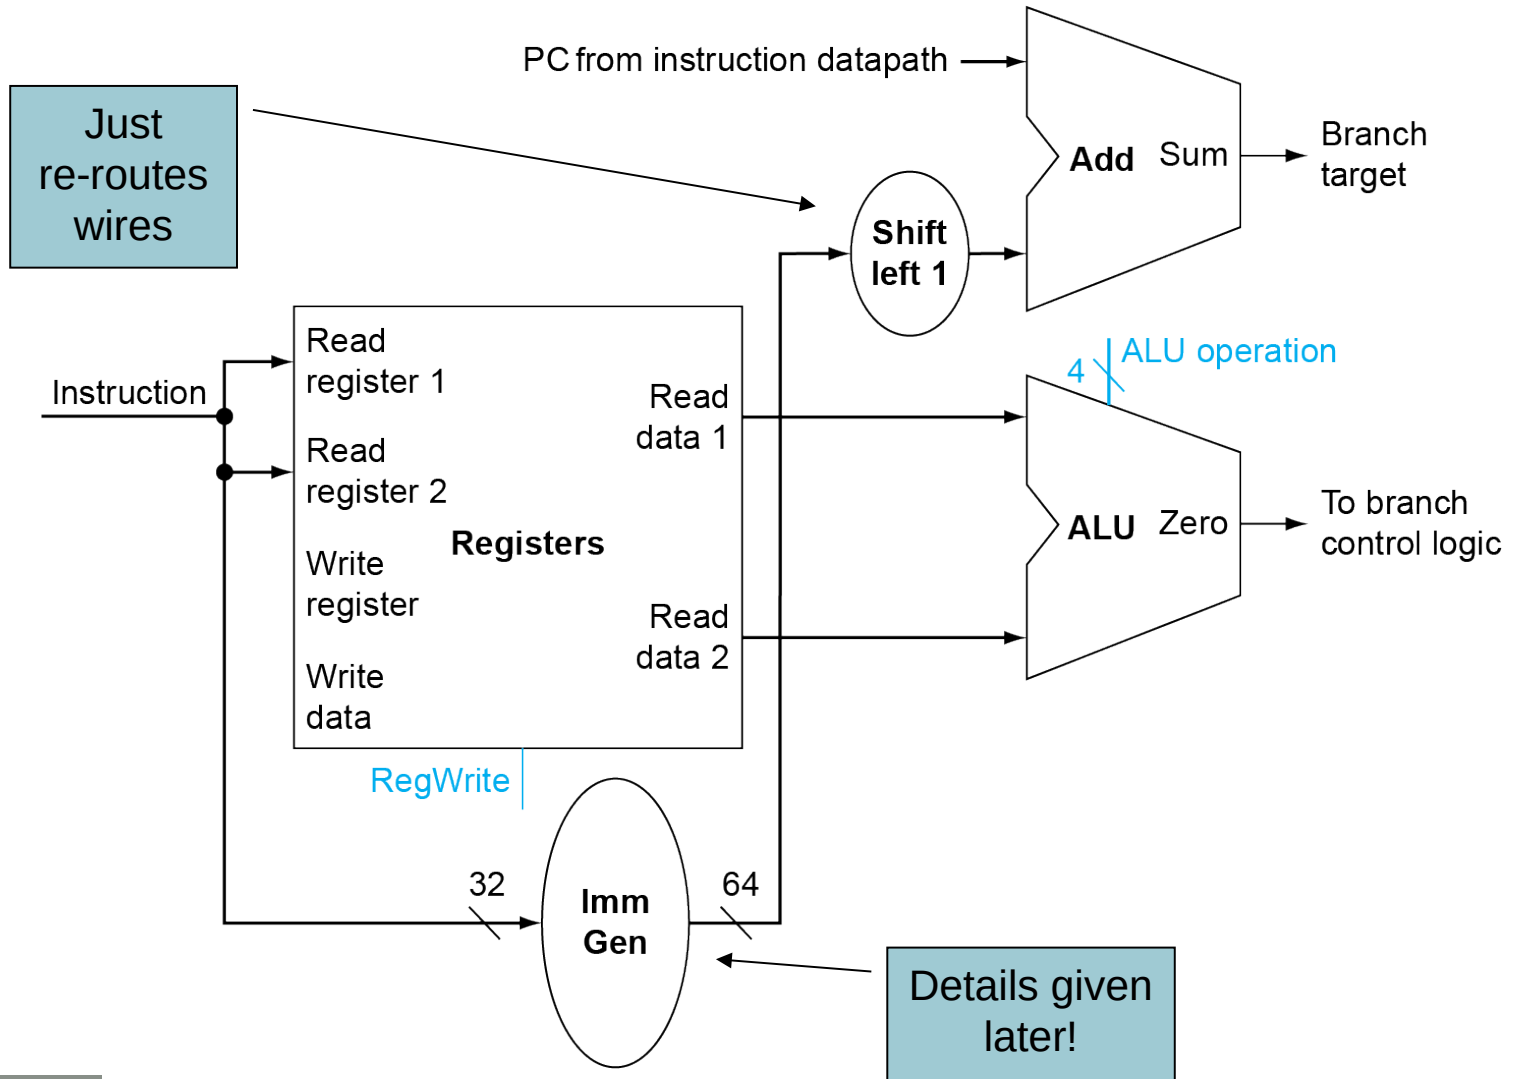 PC from instruction datapath
Just
re-routes
wires
Add
Sum
Branch
target
Shift
left 1
Instruction
Read
register 1
Read
register 2
Write
register
Write
data
Registers
Read
data 1
Read
data 2
RegWrite
4
ALU operation
ALU
Zero
To branch
control logic
32
Imm
Gen
64
Details given
later!